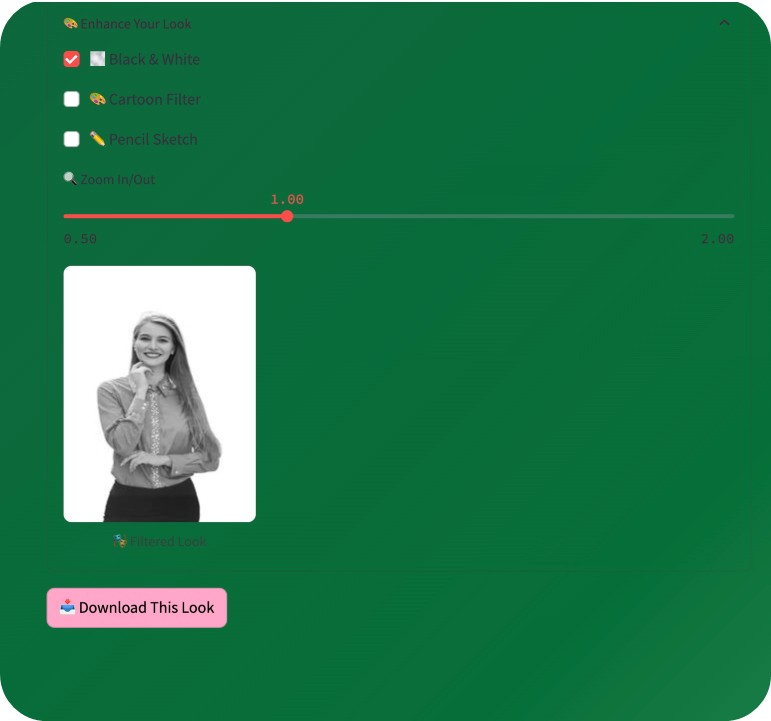 🎨 Enhance Your Look
Black & White
🎨 Cartoon Filter
✏️ Pencil Sketch
🔍 Zoom In/Out
1.00
0.50
2.00
🎭 Filtered Look
📥 Download This Look